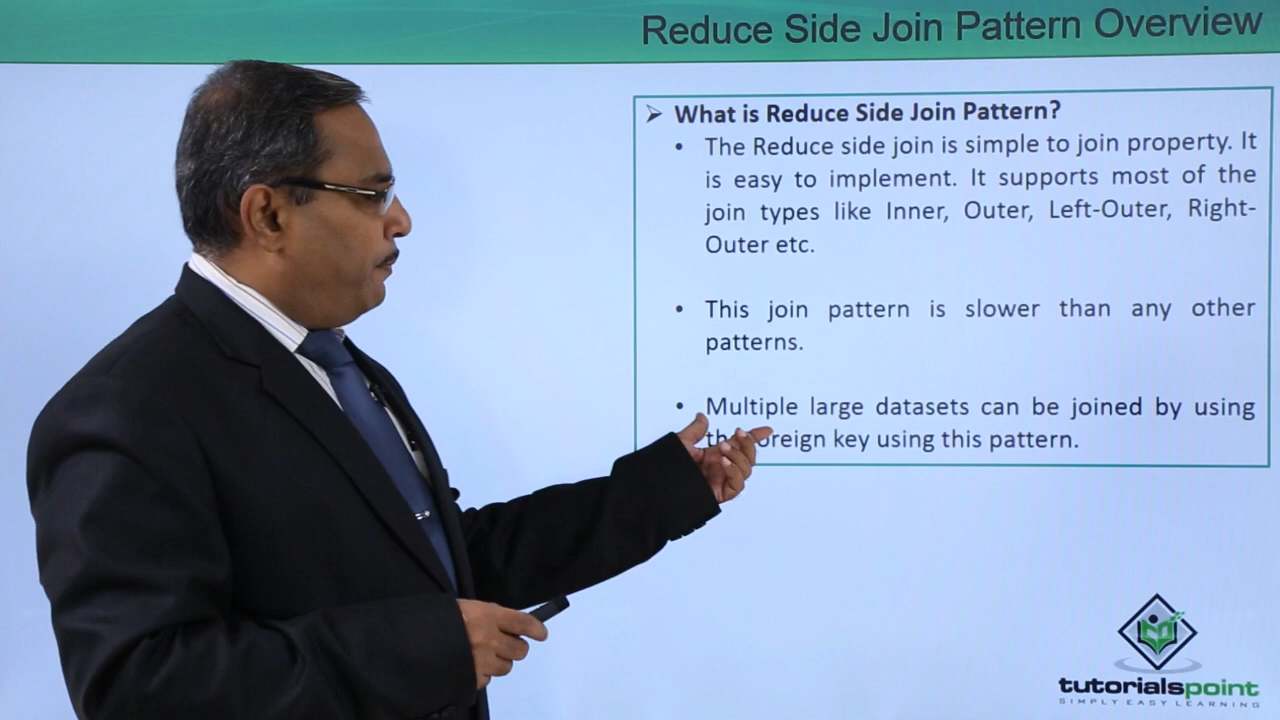 Reduce Side Join Pattern Overview
➢ What is Reduce Side Join Pattern?
• The Reduce side join is simple to join property. It
is easy to implement. It supports most of the
join types like Inner, Outer, Left-Outer, Right-
Outer etc.
• This join pattern is slower than any other
patterns.
• Multiple large datasets can be joined by using
the foreign key using this pattern.
tutorialspoint
SIMPLY EASY LEARNING